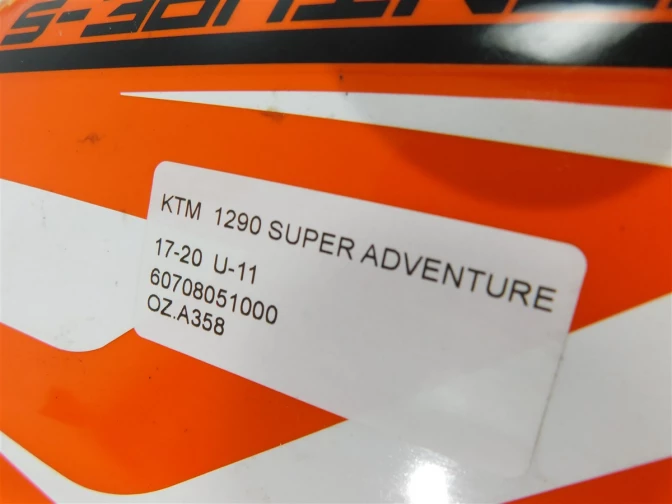 KTM 1290 SUPER ADVENTURE
17-20 U-11
60708051000
OZ.A358